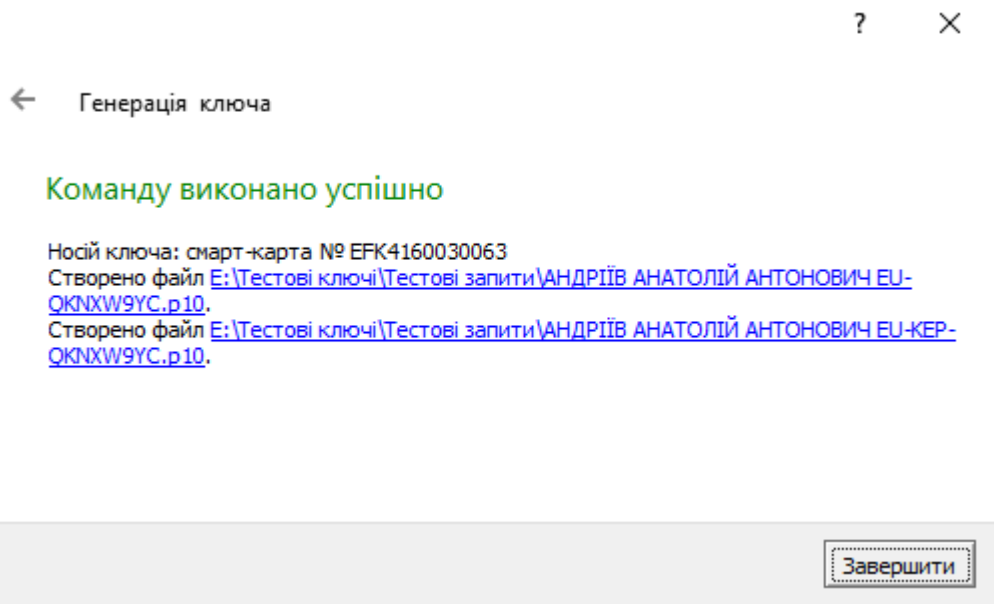 ?
Генерація ключа
Команду виконано успішно
Носій ключа: смарт-карта № EFK4160030063
Створено файл E:\Тестові ключі\Тестові запити\АНДРІЇВ АНАТОЛІЙ АНТОНОВИЧ EU-
QKNXW9YC.p10.
Створено файл E:\Тестові ключі\Тестові запити\АНДРІЇВ АНАТОЛІЙ АНТОНОВИЧ EU-KEP-
QKNXW9YC.p10.
Завершити